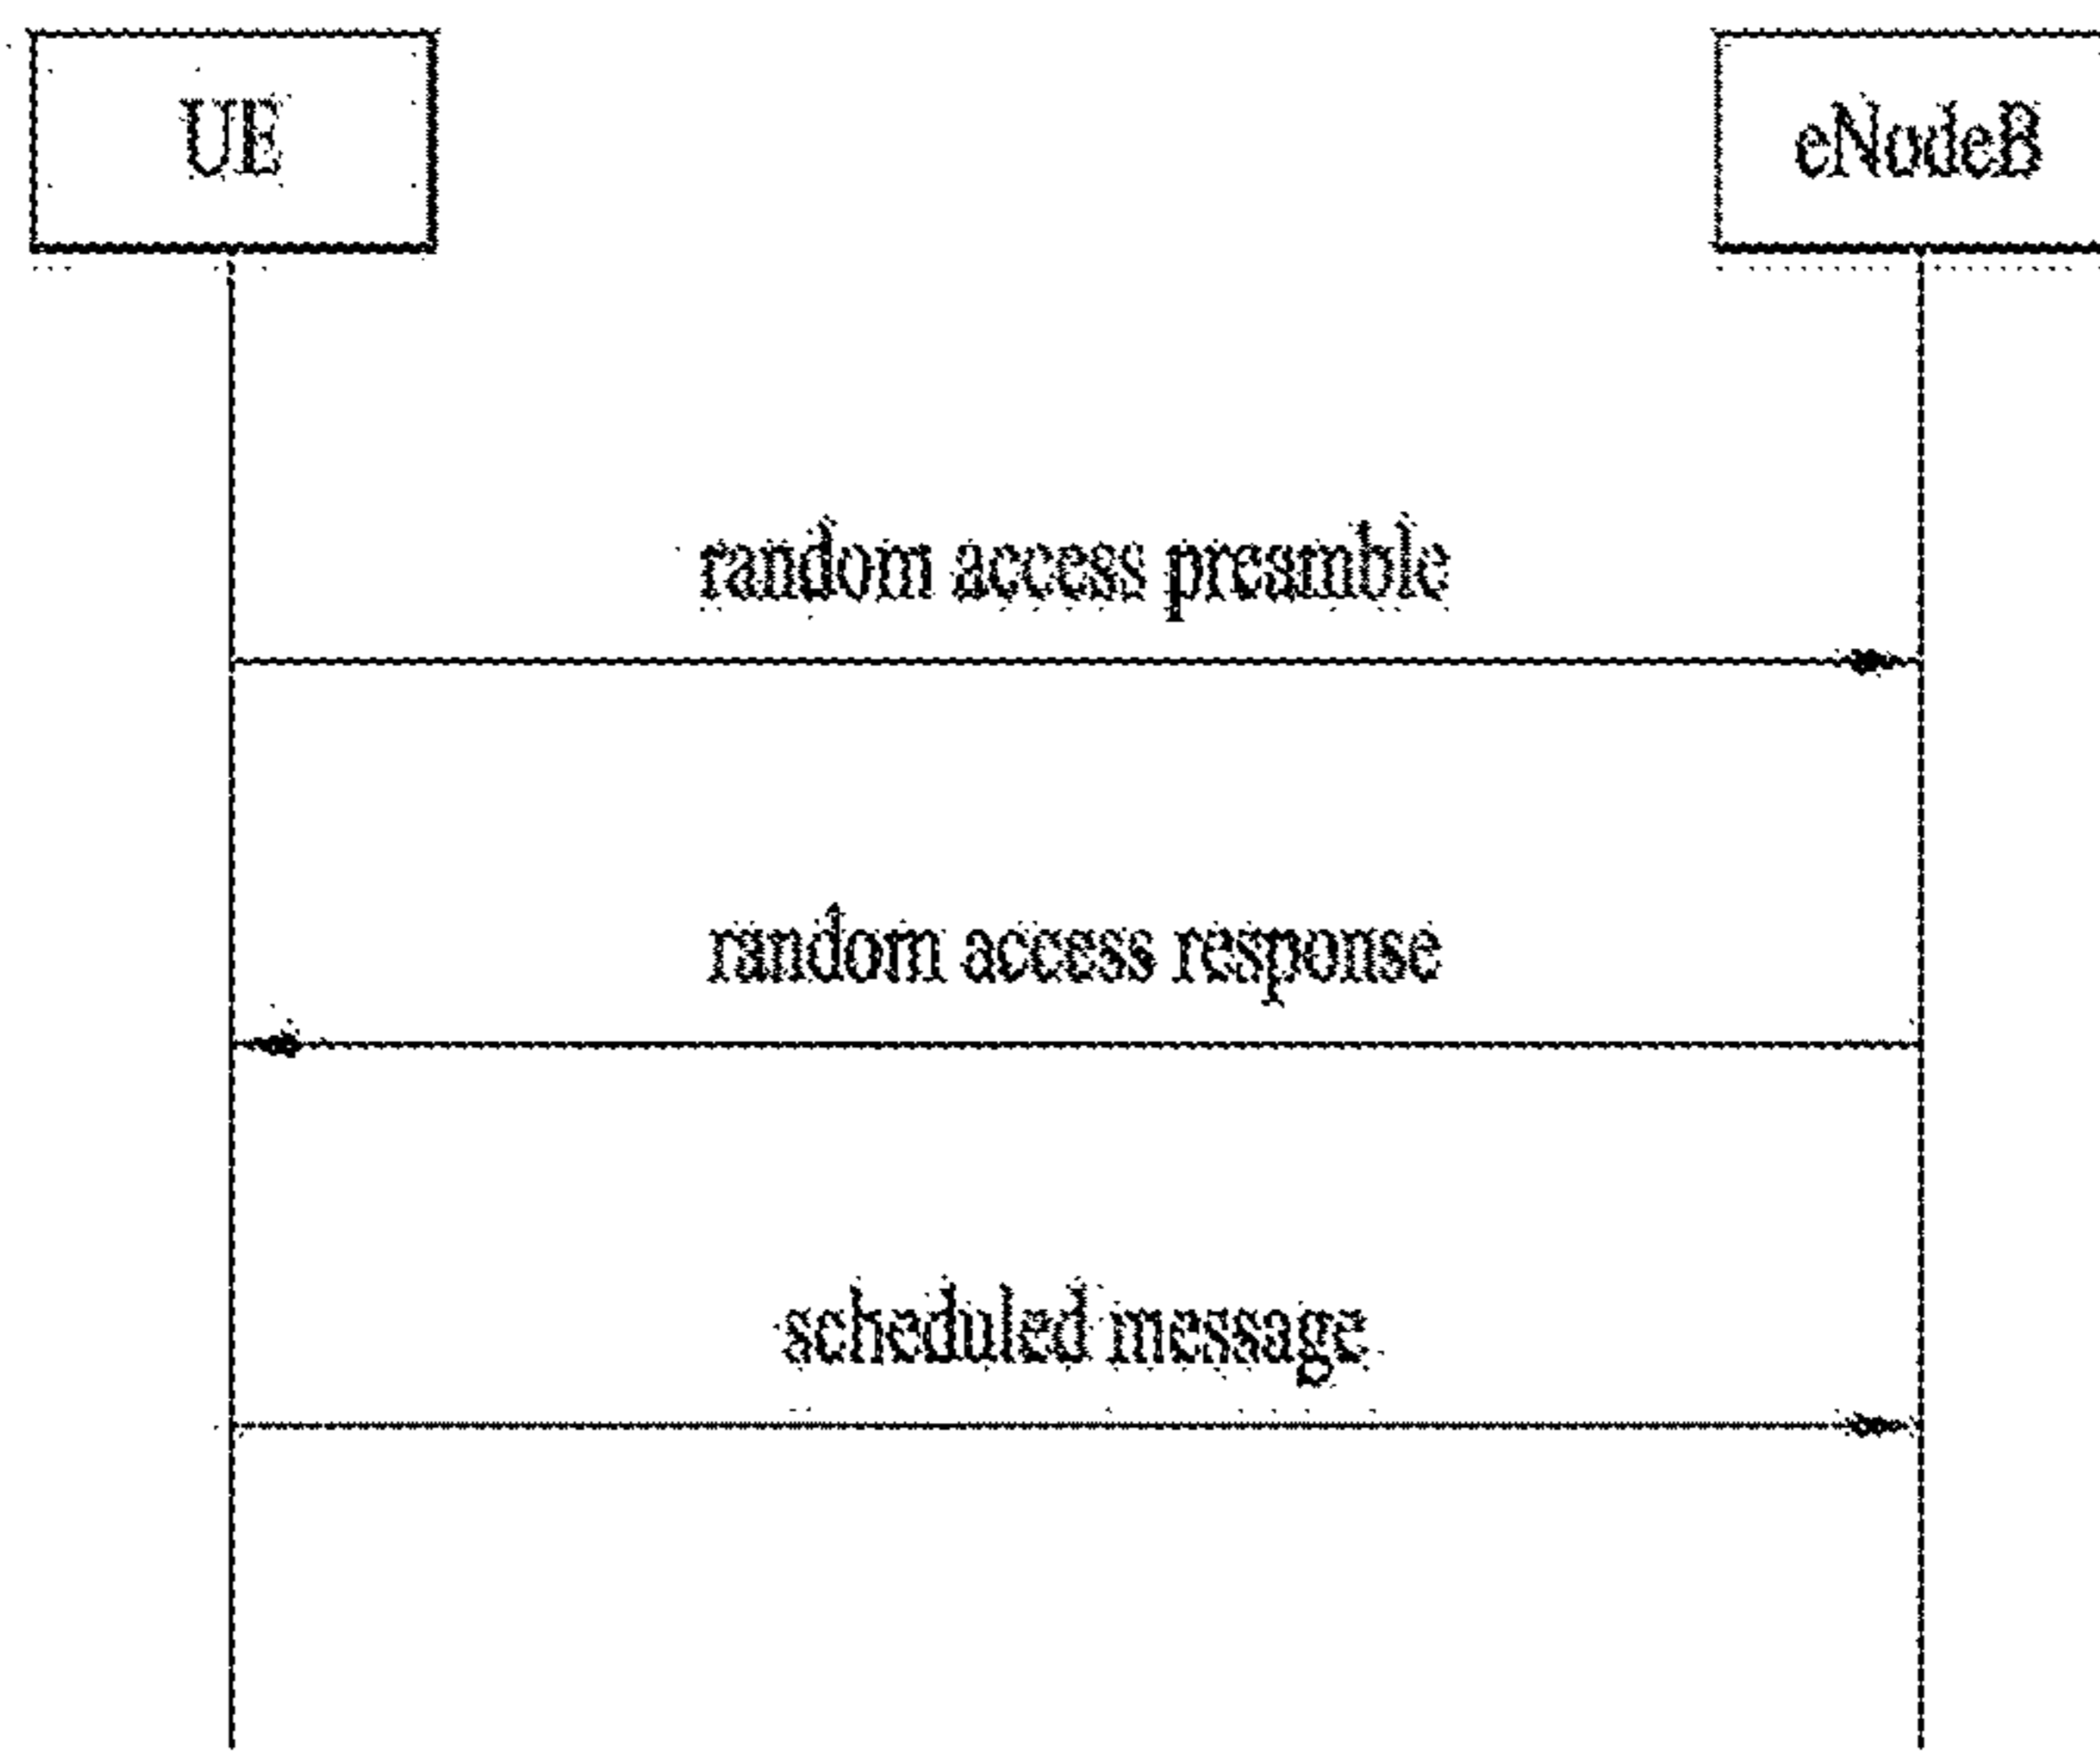 UE
eNodeB
random access preamble
random access response
scheduled message